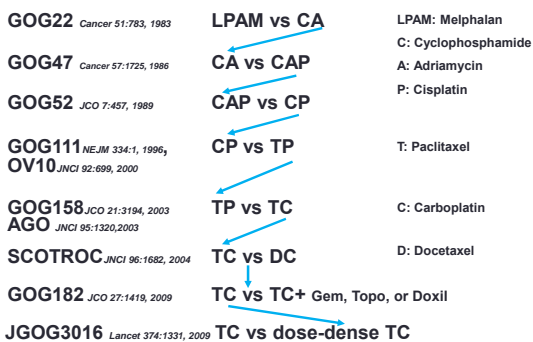 GOG22 Cancer 51:783, 1983 LPAM vs CA LPAM: Melphalan
C: Cyclophosphamide
GOG47 Cancer 57:1725, 1986 CA vs CAP A: Adriamycin
P: Cisplatin
GOG52 JCO 7:457, 1989 CAP vs CP
GOG111 NEJM 334:1, 1996, CP vs TP T: Paclitaxel
OV10 JNCI 92:699, 2000
GOG158 JCO 21:3194, 2003 TP vs TC C: Carboplatin
AGO JNCI 95:1320,2003
SCOTROC JNCI 96:1682, 2004 TC vs DC D: Docetaxel
GOG182 JCO 27:1419, 2009 TC vs TC+ Gem, Topo, or Doxil
JGOG3016 Lancet 374:1331, 2009 TC vs dose-dense TC